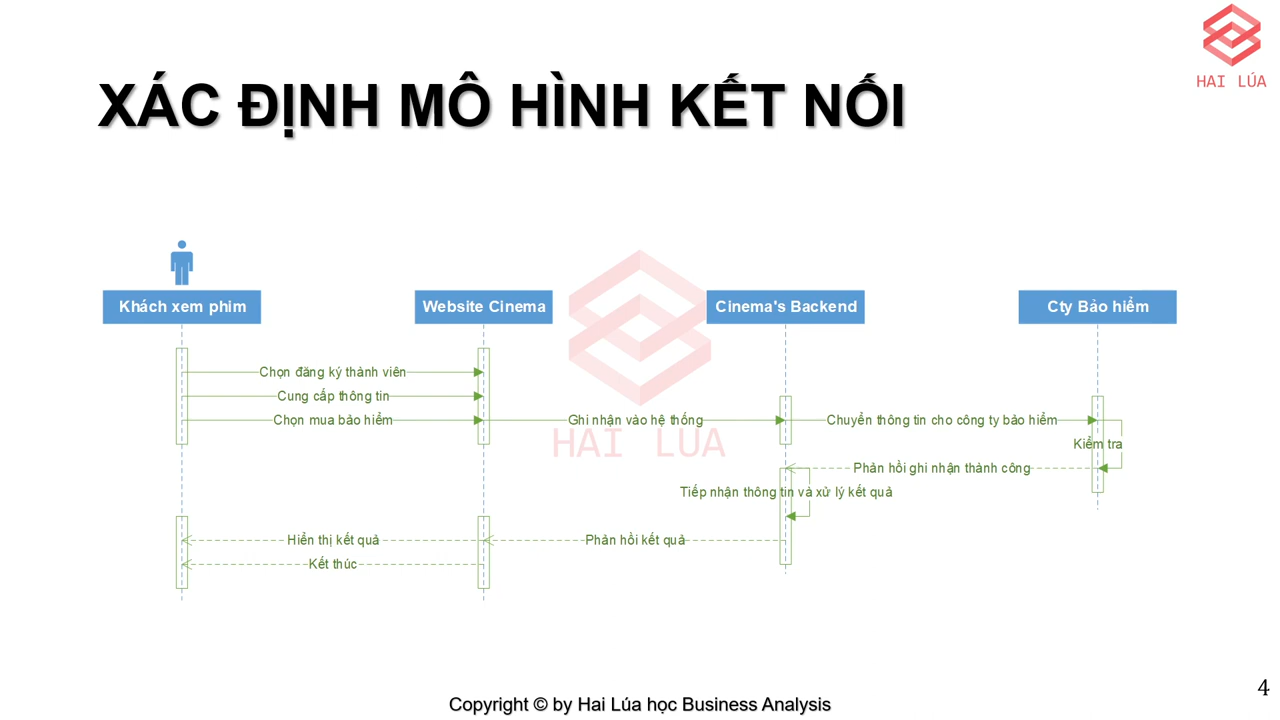 HAI LÚA
XÁC ĐỊNH MÔ HÌNH KẾT NỐI
Khách xem phim
Website Cinema
Cinema's Backend
Cty Bảo hiểm
Chọn đăng ký thành viên
Cung cấp thông tin
Chọn mua bảo hiểm
Ghi nhận vào hệ thống
Chuyển thông tin cho công ty bảo hiểm
HAI LÚA
Kiểm tra
Phản hồi ghi nhận thành công
Tiếp nhận thông tin và xử lý kết quả
Hiển thị kết quả
Phản hồi kết quả
Kết thúc
4
Copyright © by Hai Lúa học Business Analysis